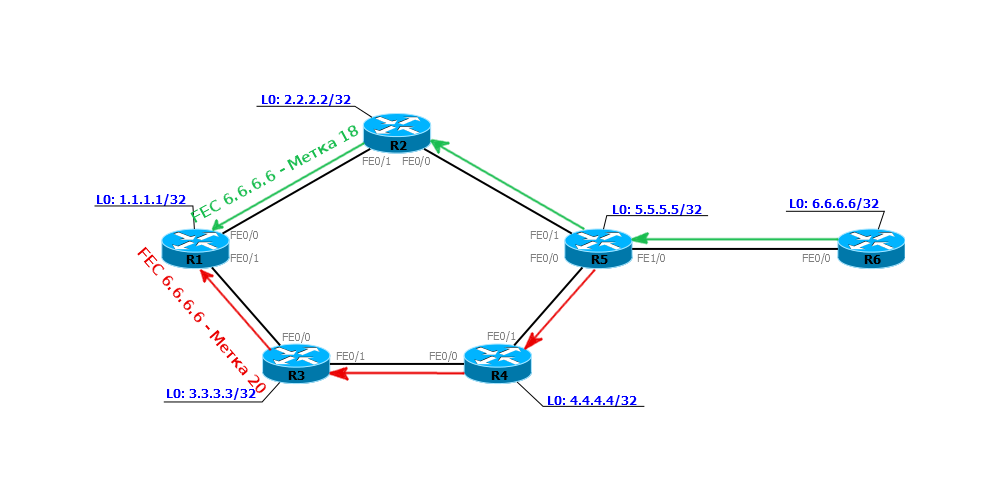 L0: 2.2.2.2/32
R2
FE0/1
FE0/0
FEC 6.6.6.6 - Метка 18
L0: 1.1.1.1/32
R1
FE0/0
FE0/1
L0: 5.5.5.5/32
FE0/1
FE0/0
R5
FE1/0
L0: 6.6.6.6/32
FE0/0
R6
FEC 6.6.6.6 - Метка 20
FE0/0
R3
FE0/1
L0: 3.3.3.3/32
FE0/1
FE0/0
R4
L0: 4.4.4.4/32